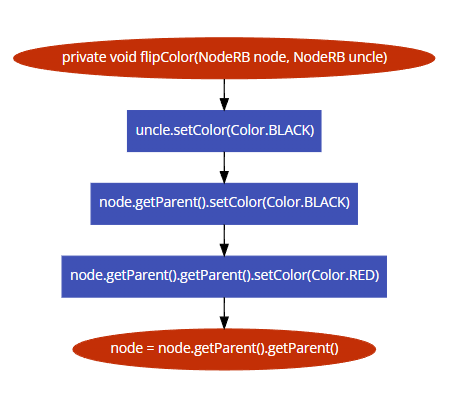 private void flipColor(NodeRB node, NodeRB uncle)
uncle.setColor(Color.BLACK)
node.getParent().setColor(Color.BLACK)
node.getParent().getParent().setColor(Color.RED)
node = node.getParent().getParent()